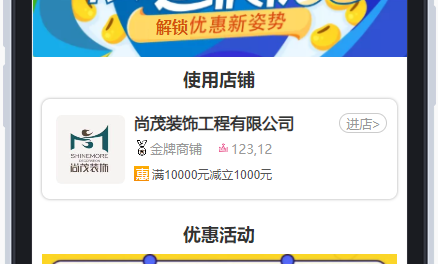 解锁优惠新姿势
使用店铺
尚茂装饰工程有限公司
进店>
金牌商铺 123,12
SHINEMORE
尚茂装饰
惠 满10000元减立1000元
优惠活动